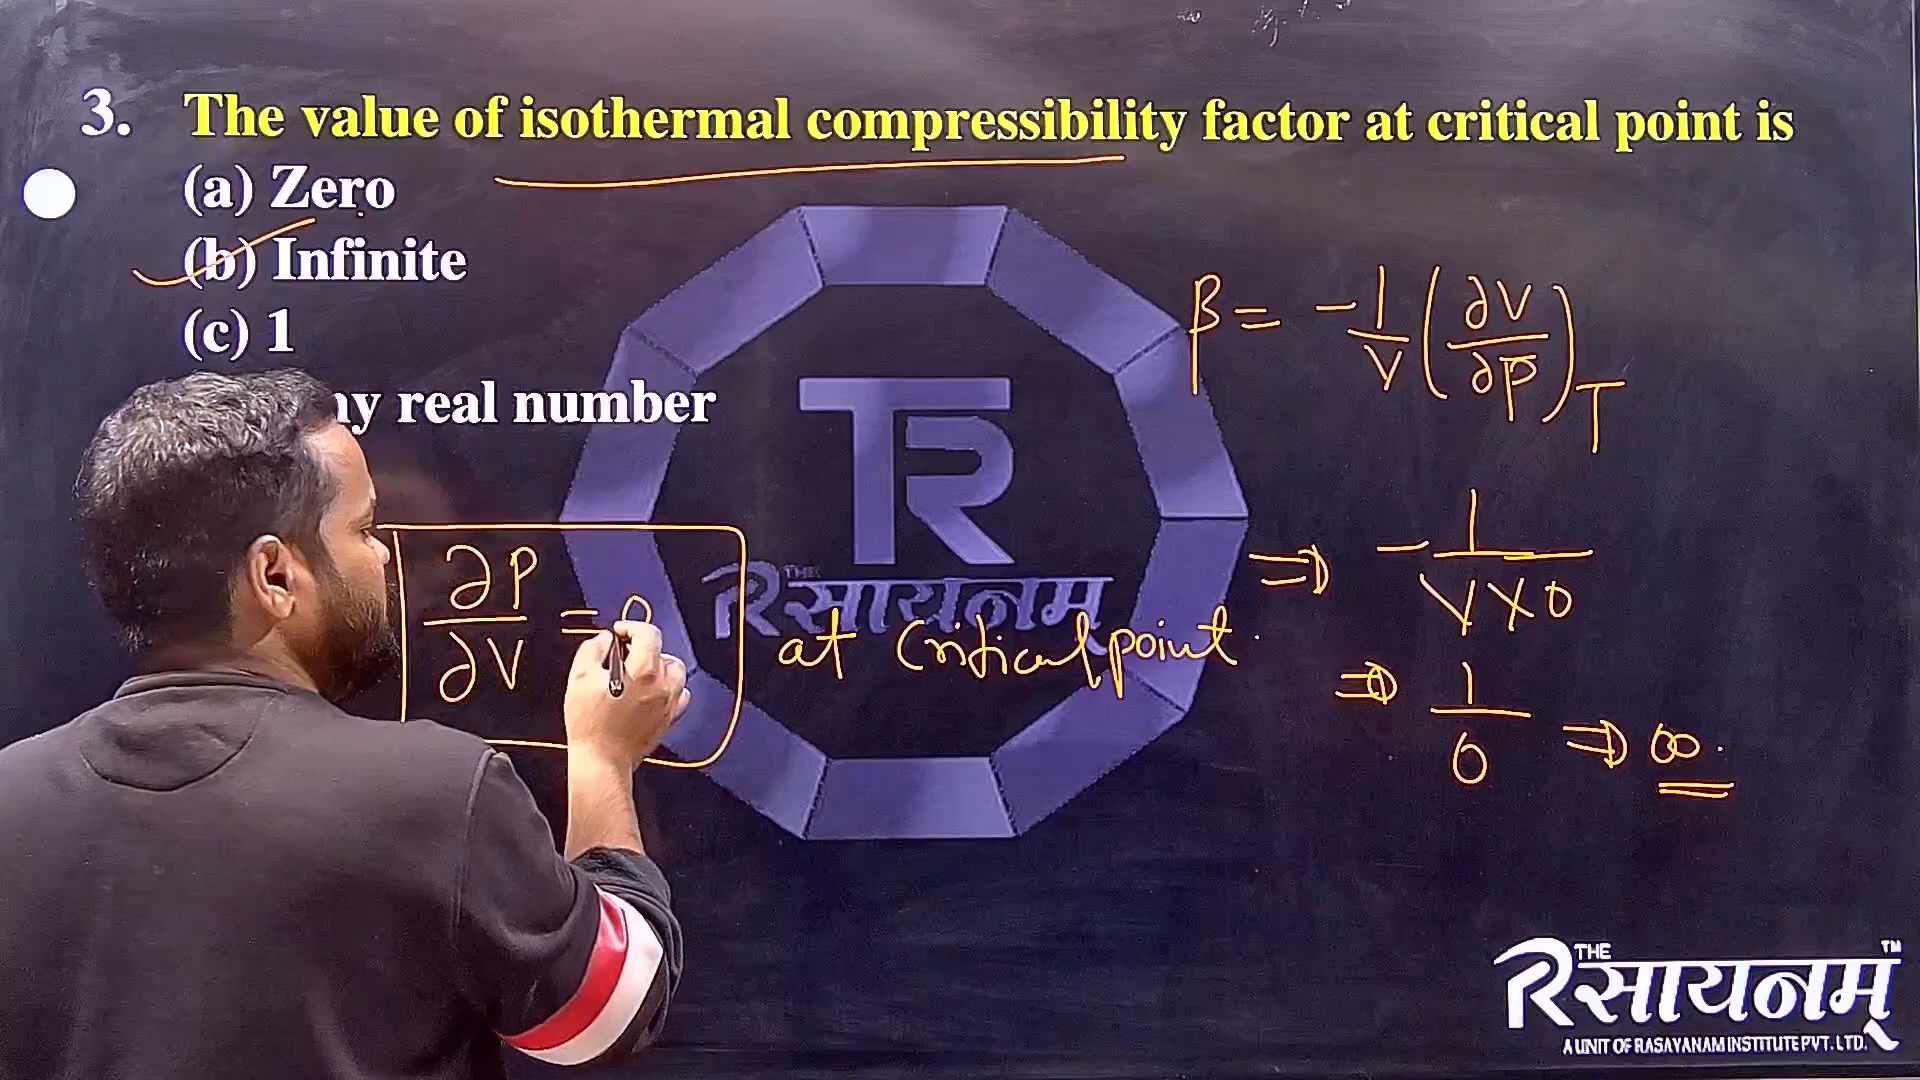 3. The value of isothermal compressibility factor at critical point is
(a) Zero
(b) Infinite
(c) 1
ny real number
β = -1/V (∂V/∂P)T
∂P/∂V = 0 at critical point.
⇒ -1/V×0
⇒ 1/0 ⇒ ∞.
TR
THE
रसायनम्
THE
रसायनम् TM
A UNIT OF RASAYANAM INSTITUTE PVT. LTD.